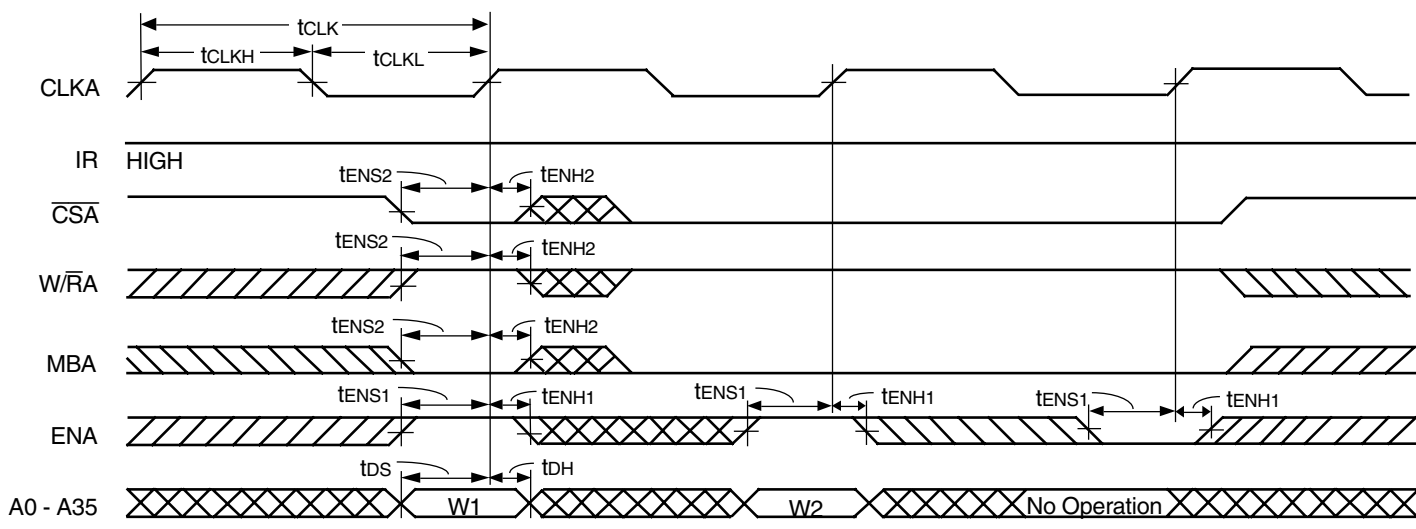 tCLK
tCLKH tCLKL
CLKA
IR HIGH
tENS2 tENH2
CSA
tENS2 tENH2
W/RA
tENS2 tENH2
MBA
tENS1 tENH1 tENS1 tENH1 tENS1 tENH1
ENA
tDS tDH
A0 - A35 W1 W2 No Operation